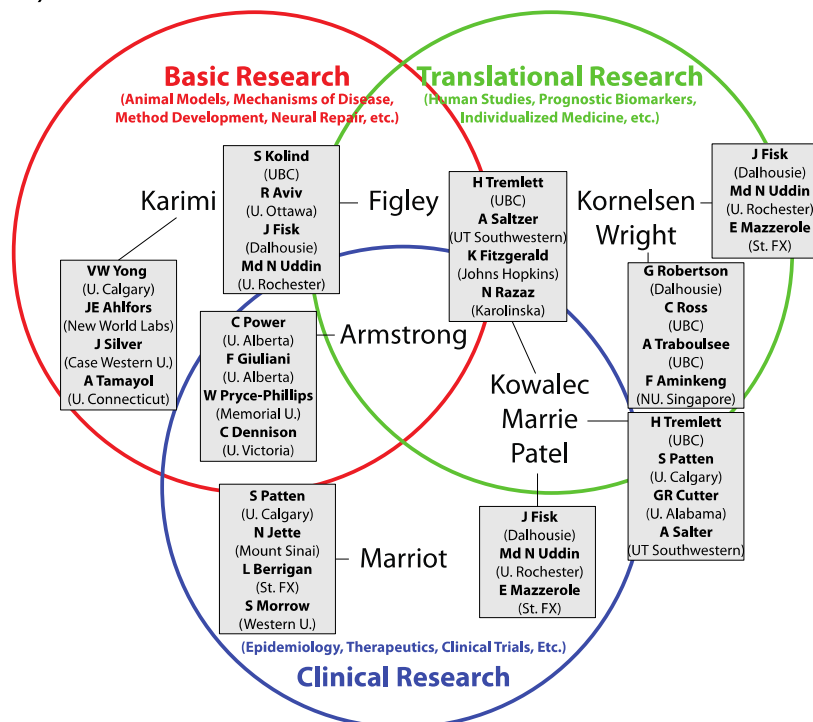 Basic Research
(Animal Models, Mechanisms of Disease,
Method Development, Neural Repair, etc.)
Translational Research
(Human Studies, Prognostic Biomarkers,
Individualized Medicine, etc.)
S Kolind
(UBC)
R Aviv
(U. Ottawa)
J Fisk
(Dalhousie)
Md N Uddin
(U. Rochester)
Karimi
Figley
H Tremlett
(UBC)
A Saltzer
(UT Southwestern)
K Fitzgerald
(Johns Hopkins)
N Razaz
(Karolinska)
Kornelsen
Wright
J Fisk
(Dalhousie)
Md N Uddin
(U. Rochester)
E Mazzerole
(St. FX)
VW Yong
(U. Calgary)
JE Ahlfors
(New World Labs)
J Silver
(Case Western U.)
A Tamayol
(U. Connecticut)
C Power
(U. Alberta)
F Giuliani
(U. Alberta)
W Pryce-Phillips
(Memorial U.)
C Dennison
(U. Victoria)
Armstrong
G Robertson
(Dalhousie)
C Ross
(UBC)
A Traboulsee
(UBC)
F Aminkeng
(NU. Singapore)
Kowalec
Marrie
Patel
H Tremlett
(UBC)
S Patten
(U. Calgary)
GR Cutter
(U. Alabama)
A Salter
(UT Southwestern)
S Patten
(U. Calgary)
N Jette
(Mount Sinai)
L Berrigan
(St. FX)
S Morrow
(Western U.)
Marriot
J Fisk
(Dalhousie)
Md N Uddin
(U. Rochester)
E Mazzerole
(St. FX)
(Epidemiology, Therapeutics, Clinical Trials, Etc.)
Clinical Research